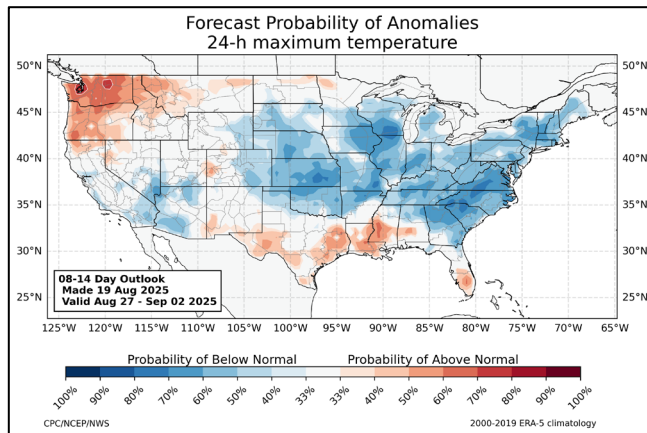 Forecast Probability of Anomalies
24-h maximum temperature
50°N
50°N
45°N
45°N
40°N
40°N
35°N
35°N
30°N
30°N
25°N
25°N
08-14 Day Outlook
Made 19 Aug 2025
Valid Aug 27 - Sep 02 2025
125°W 120°W 115°W 110°W 105°W 100°W 95°W 90°W 85°W 80°W 75°W 70°W 65°W
Probability of Below Normal Probability of Above Normal
100% 90% 80% 70% 60% 50% 40% 33% 33% 40% 50% 60% 70% 80% 90% 100%
CPC/NCEP/NWS 2000-2019 ERA-5 climatology